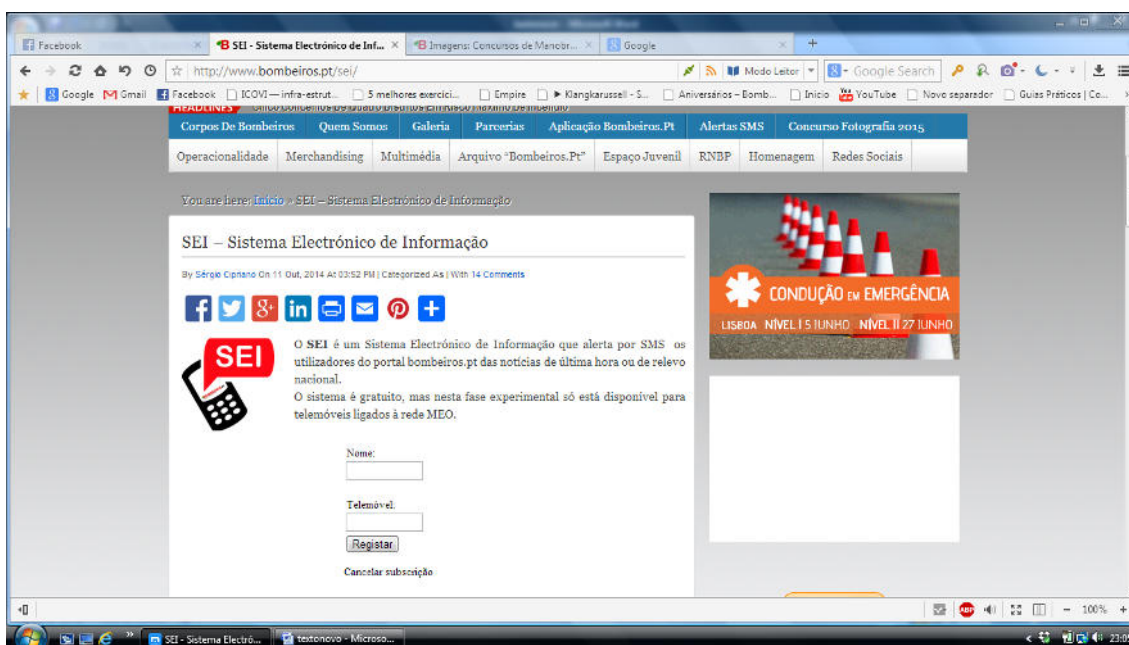 Facebook
SEI - Sistema Electrónico de Inf...
Imagens: Concursos de Manobr...
Google
http://www.bombeiros.pt/sei/
Modo Leitor
Google Search
Google
Gmail
Facebook
ICOVI — infra-estrut...
5 melhores exercíci...
Empire
► Klangkarussell - S...
Aniversários – Bomb...
Início
YouTube
Novo separador
Guias Práticos | Ce...
HEADLINES
Corpos De Bombeiros
Quem Somos
Galeria
Parcerias
Aplicação Bombeiros.Pt
Alertas SMS
Concurso Fotografia 2015
Operacionalidade
Merchandising
Multimédia
Arquivo "Bombeiros.Pt"
Espaço Juvenil
RNBP
Homenagem
Redes Sociais
You are here: Início » SEI – Sistema Electrónico de Informação
SEI – Sistema Electrónico de Informação
By Sérgio Cipriano On 11 Out, 2014 At 03:52 PM | Categorized As | With 14 Comments
SEI
O SEI é um Sistema Electrónico de Informação que alerta por SMS os
utilizadores do portal bombeiros.pt das notícias de última hora ou de relevo
nacional.
O sistema é gratuito, mas nesta fase experimental só está disponível para
telemóveis ligados à rede MEO.
Nome:
Telemóvel:
Registar
Cancelar subscrição
CONDUÇÃO EM EMERGÊNCIA
LISBOA NÍVEL I 5 JUNHO NÍVEL II 27 JUNHO
ABP
100%
SEI - Sistema Electró...
textonovo - Microso...
23:05